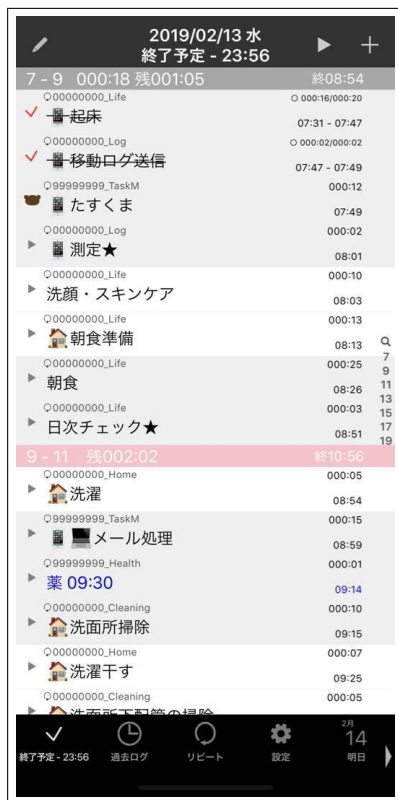 2019/02/13 水
終了予定 - 23:56
7 - 9 000:18 残001:05 終08:54
00000000_Life 000:16/000:20
起床 07:31 - 07:47
00000000_Log 000:02/000:02
移動ログ送信 07:47 - 07:49
99999999_TaskM 000:12
たすくま 07:49
00000000_Log 000:02
測定★ 08:01
00000000_Life 000:10
洗顔・スキンケア 08:03
00000000_Life 000:13
朝食準備 08:13
00000000_Life 000:25
朝食 08:26
00000000_Life 000:03
日次チェック★ 08:51
7
9
11
13
15
17
19
9 - 11 残002:02 終10:56
00000000_Home 000:05
洗濯 08:54
99999999_TaskM 000:15
メール処理 08:59
99999999_Health 000:01
薬 09:30 09:14
00000000_Cleaning 000:10
洗面所掃除 09:15
00000000_Home 000:07
洗濯干す 09:25
00000000_Cleaning 000:05
洗面所下配管の掃除
終了予定 - 23:56 過去ログ リピート 設定 2月 14 明日